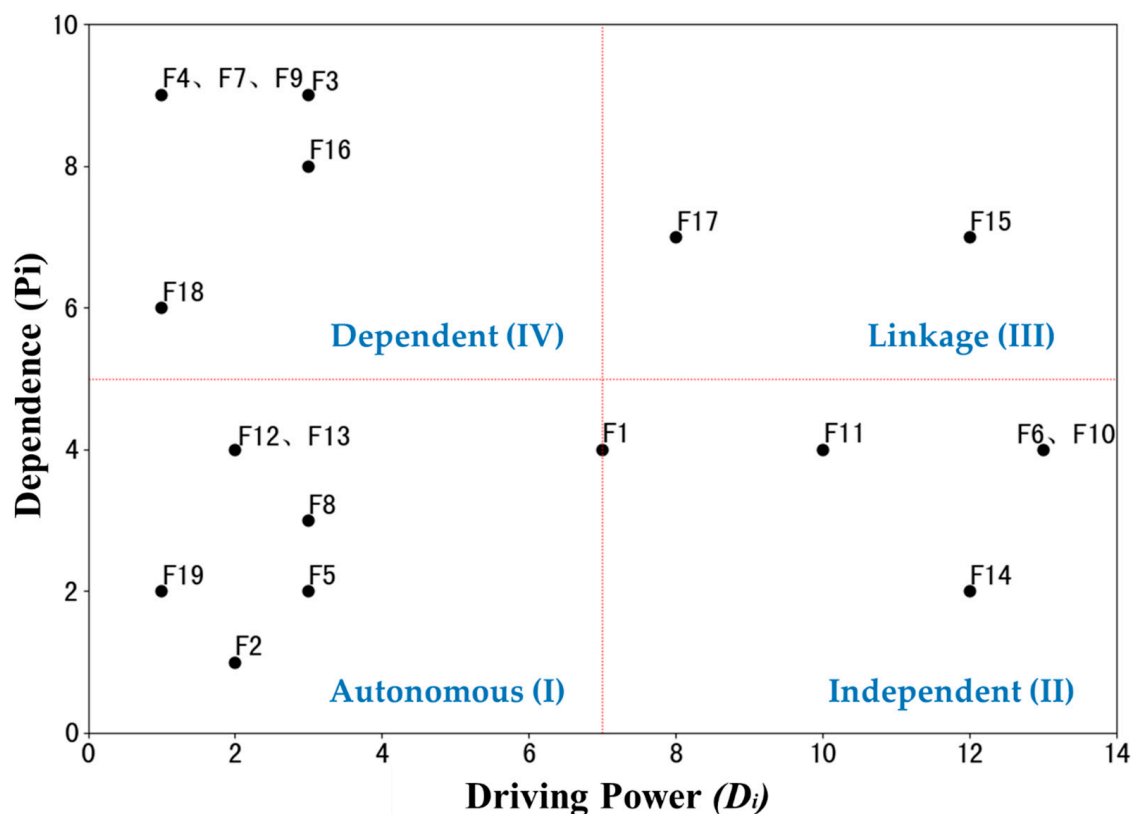 10
F4、F7、F9 F3
F16
8
F17
F15
F18
6
Dependent (IV)
Linkage (III)
F12、F13
F1
F11
F6、F10
4
F8
F19
F5
F14
2
F2
Autonomous (I)
Independent (II)
0
0 2 4 6 8 10 12 14
Dependence (Pi)
Driving Power (Di)